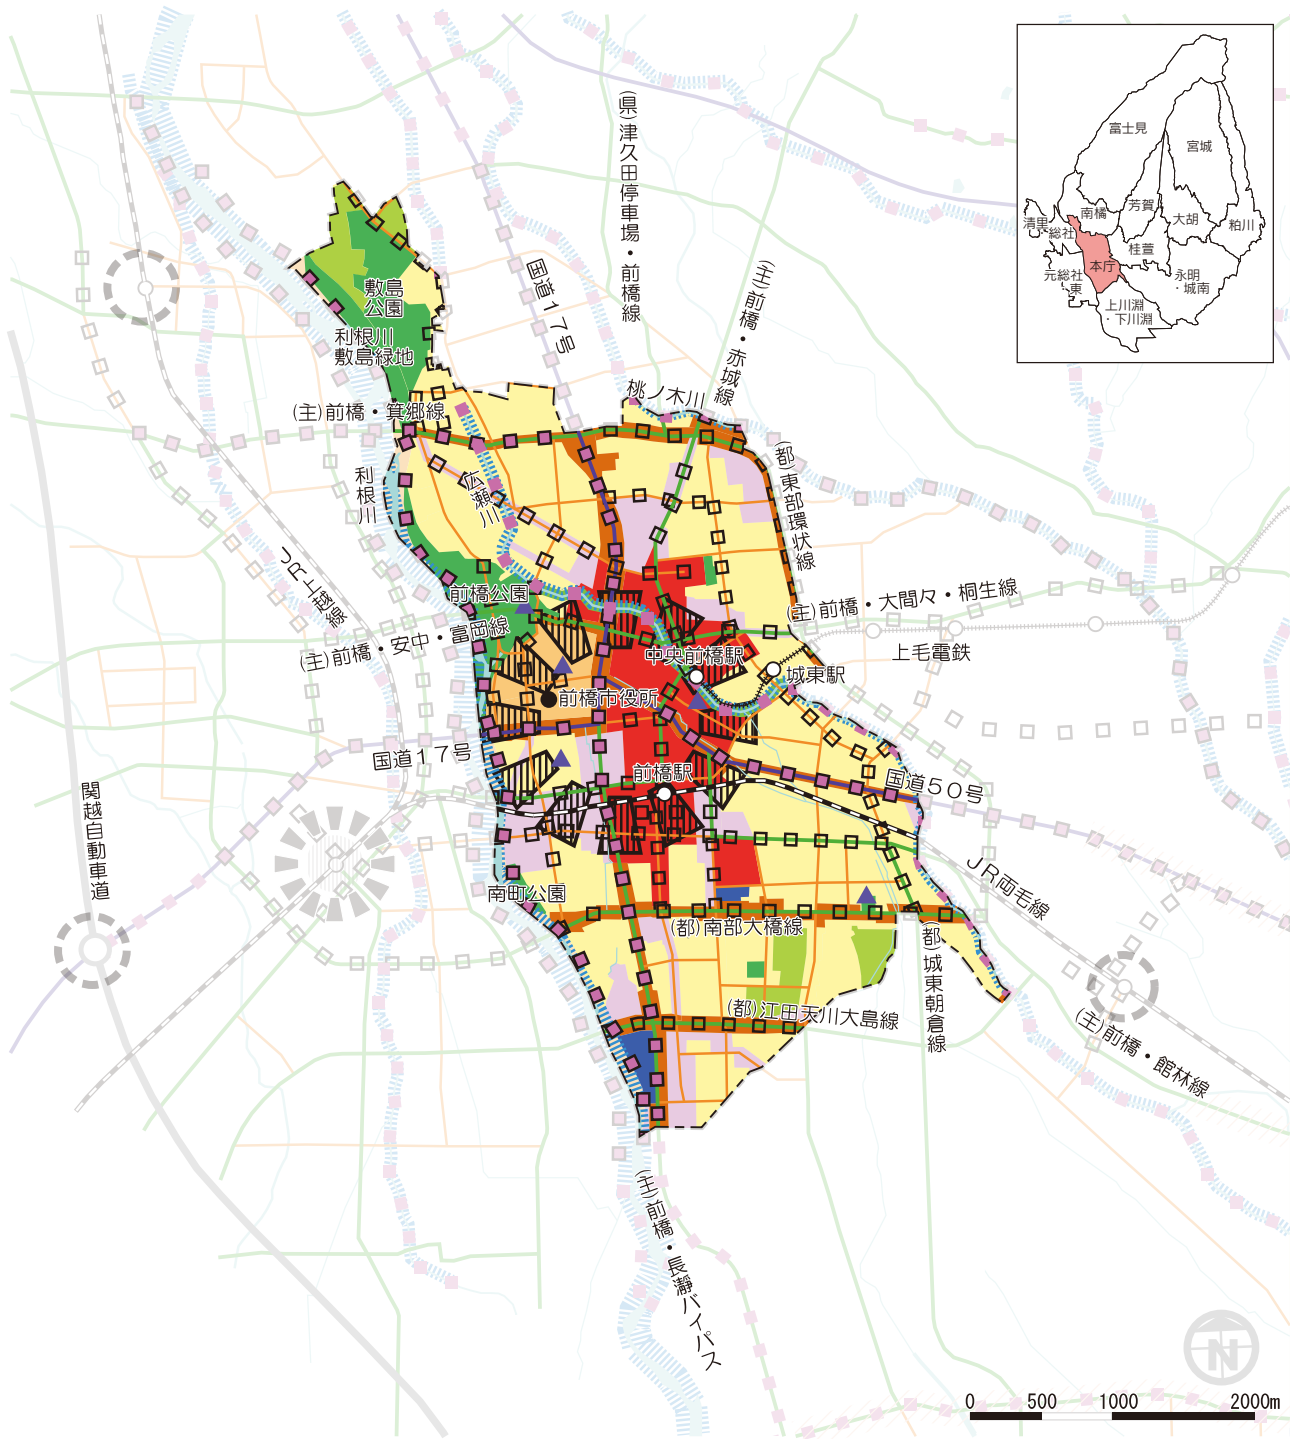 富士見
宮城
南橘
芳賀
大胡
粕川
清里
総社
桂萱
元総社
東
本庁
永明
・城南
上川淵
・下川淵
(県)津久田停車場・前橋線
国道17号
(主)前橋・赤城線
敷島
公園
利根川
敷島緑地
桃ノ木川
(主)前橋・箕郷線
利根川
広瀬川
(都)東部環状線
JR上越線
前橋公園
(主)前橋・大間々・桐生線
(主)前橋・安中・富岡線
上毛電鉄
中央前橋駅
城東駅
前橋市役所
国道17号
前橋駅
国道50号
関越自動車道
JR両毛線
南町公園
(都)南部大橋線
(都)城東朝倉線
(都)江田天川大島線
(主)前橋・館林線
(主)前橋・長瀞バイパス
N
0 500 1000 2000m